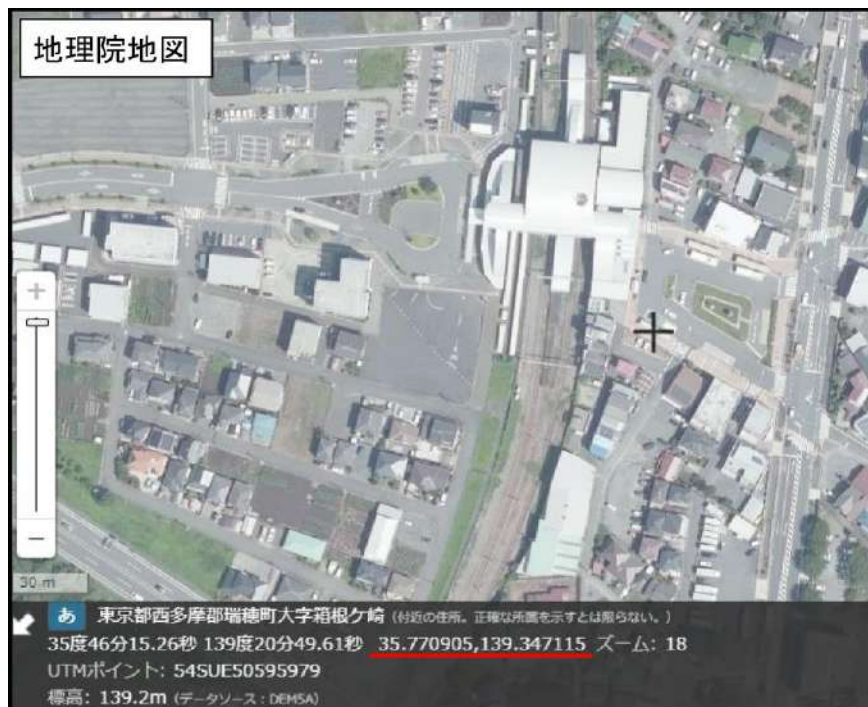 地理院地図
+
−
30 m
あ 東京都西多摩郡瑞穂町大字箱根ケ崎 (付近の住所。正確な所属を示すとは限らない。)
35度46分15.26秒 139度20分49.61秒 35.770905,139.347115 ズーム: 18
UTMポイント: 54SUE50595979
標高: 139.2m (データソース:DEM5A)